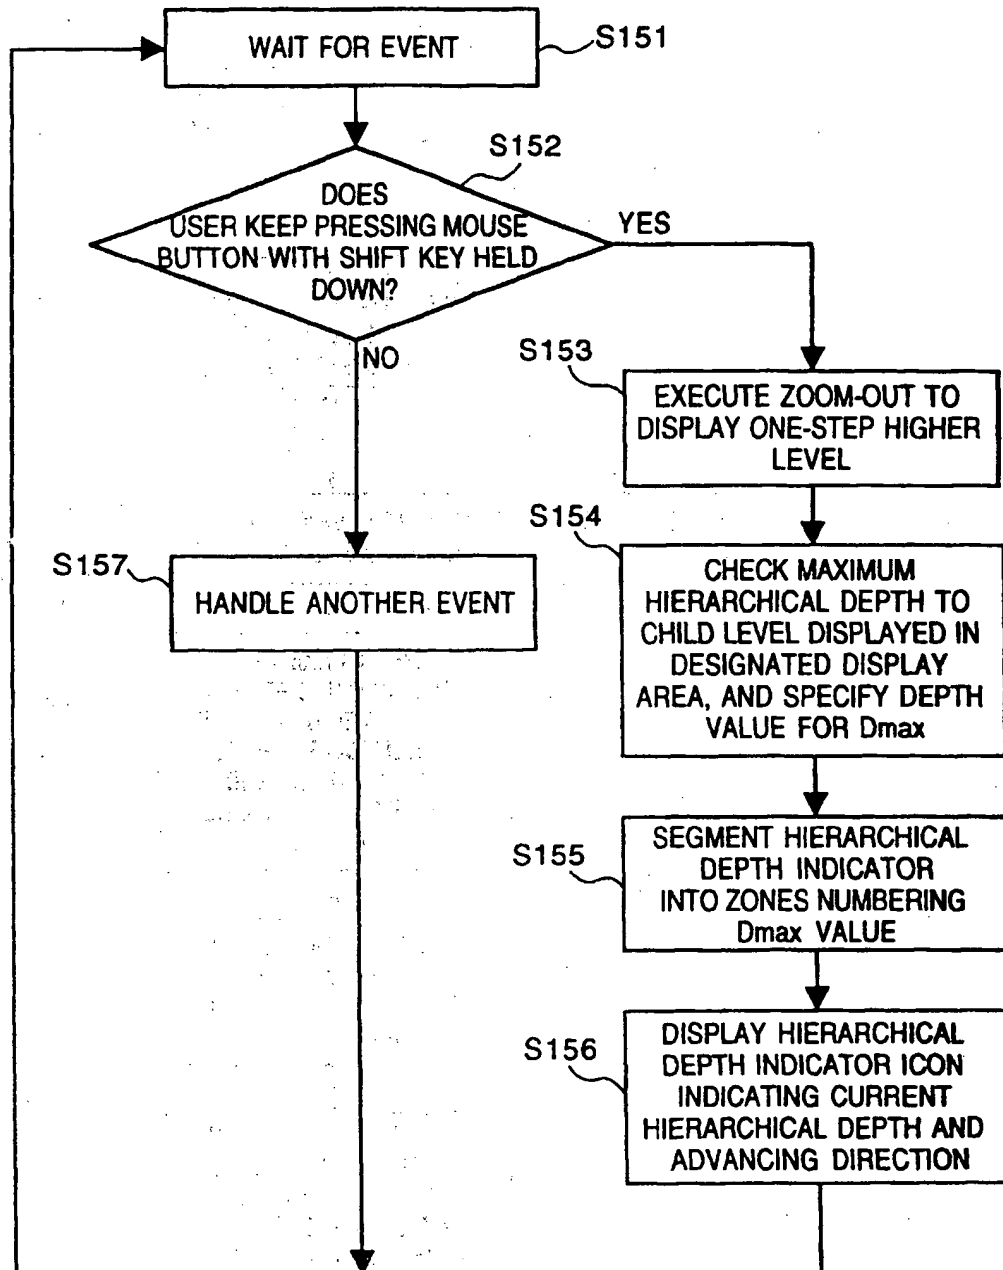 WAIT FOR EVENT
S151
S152
DOES
USER KEEP PRESSING MOUSE
BUTTON WITH SHIFT KEY HELD
DOWN?
YES
NO
S153
EXECUTE ZOOM-OUT TO
DISPLAY ONE-STEP HIGHER
LEVEL
S154
CHECK MAXIMUM
HIERARCHICAL DEPTH TO
CHILD LEVEL DISPLAYED IN
DESIGNATED DISPLAY
AREA, AND SPECIFY DEPTH
VALUE FOR Dmax
S157
HANDLE ANOTHER EVENT
S155
SEGMENT HIERARCHICAL
DEPTH INDICATOR
INTO ZONES NUMBERING
Dmax VALUE
S156
DISPLAY HIERARCHICAL
DEPTH INDICATOR ICON
INDICATING CURRENT
HIERARCHICAL DEPTH AND
ADVANCING DIRECTION